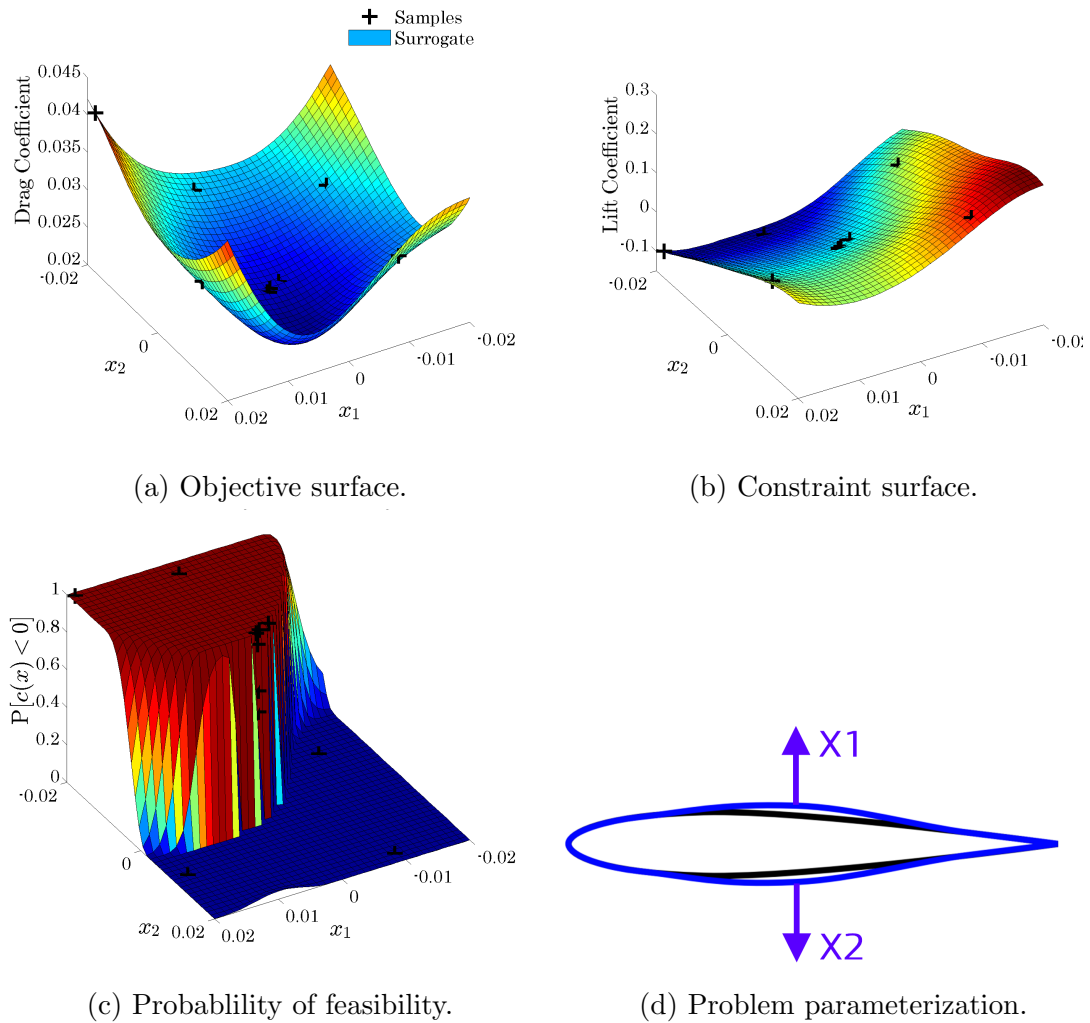 Samples
Surrogate
0.045
0.04
0.035
0.03
0.025
0.02
Drag Coefficient
-0.02
0
0.02
x2
0.02
0.01
0
-0.01
-0.02
x1
(a) Objective surface.
0.3
0.2
0.1
0
-0.1
Lift Coefficient
-0.02
0
0.02
x2
0.02
0.01
0
-0.01
-0.02
x1
(b) Constraint surface.
1
0.8
0.6
0.4
0.2
0
P[c(x) < 0]
-0.02
0
0.02
x2
0.02
0.01
0
-0.01
-0.02
x1
(c) Probablility of feasibility.
X1
X2
(d) Problem parameterization.